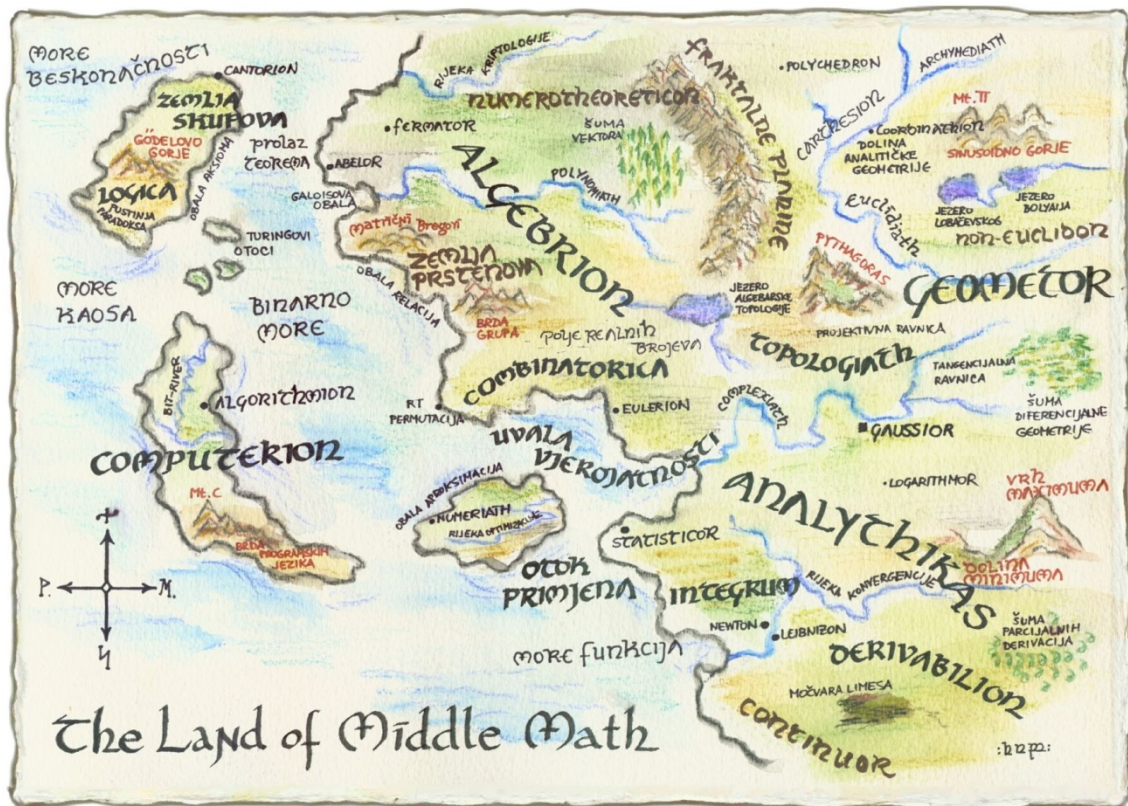 MORE
BESKONAČNOSTI
CANTORION
ZEMLJA
SKUPOVA
GÖDELOVO
GORJE
LOGICA
PUSTINJA
PARADOKSA
OBALA AKSIOMA
prolaz
TEOREMA
TURINGOVI
OTOCI
MORE
KAOSA
BINARNO
MORE
RIJEKA KRIPTOLOGIJE
NUMEROTHEORETICON
FERMATOR
ŠUMA
VEKTORA
ABELOR
GALOISOVA
OBALA
ALGEBRION
POLYNOMIATH
MATRIČNI BREGOVI
ZEMLJA
PRSTENOVA
OBALA RELACIJA
BRDA
GRUPA
POLJE REALNIH
BROJEVA
COMBINATORICA
RT
PERMUTACIJA
EULERION
FRAKTALNE PLANINE
POLYCHEDRON
ARCHYMEDIATH
CARTRESION
Mt. π
COORDINATHION
DOLINA
ANALITIČKE
GEOMETRIJE
SINUSOIDNO GORJE
EUCLIDIATH
JEZERO
LOBAČEVSKOG
JEZERO
BOLYAIJA
NON-EUCLIDON
PYTHAGORAS
GEOMETOR
JEZERO
ALGEBARSKE
TOPOLOGIJE
PROJEKTIVNA RAVNICA
TOPOLOGIATH
TANGENCIJALNA
RAVNICA
ŠUMA
DIFERENCIJALNE
GEOMETRIJE
COMPLEXIATH
GAUSSIOR
BIT-RIVER
ALGORITHMION
COMPUTERION
Mt. C
BRDA
PROGRAMSKIH
JEZIKA
UVALA
VJEROJATNOSTI
OBALA APROKSIMACIJA
NUMERIATH
RIJEKA OPTIMIZACIJE
OTOK
PRIMJENA
ANALYTHIKAS
LOGARITHMOR
VRH
MAXIMUMA
DOLINA
MINIMUMA
STATISTICOR
INTEGRUM
RIJEKA KONVERGENCIJE
NEWTON
LEIBNIZON
MORE FUNKCIJA
DERIVABILION
ŠUMA
PARCIJALNIH
DERIVACIJA
MOČVARA LIMESA
CONTINUOR
P. M.
The Land of Middle Math